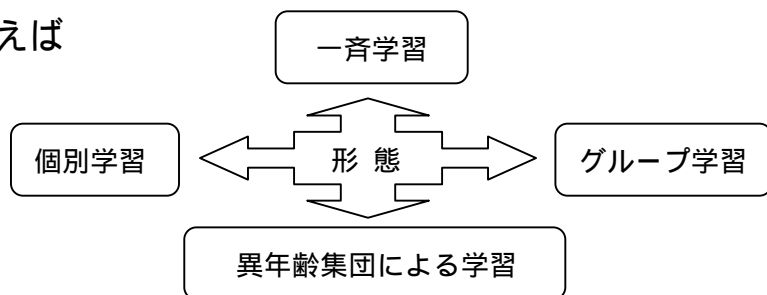 えば
一斉学習
個別学習
形 態
グループ学習
異年齢集団による学習